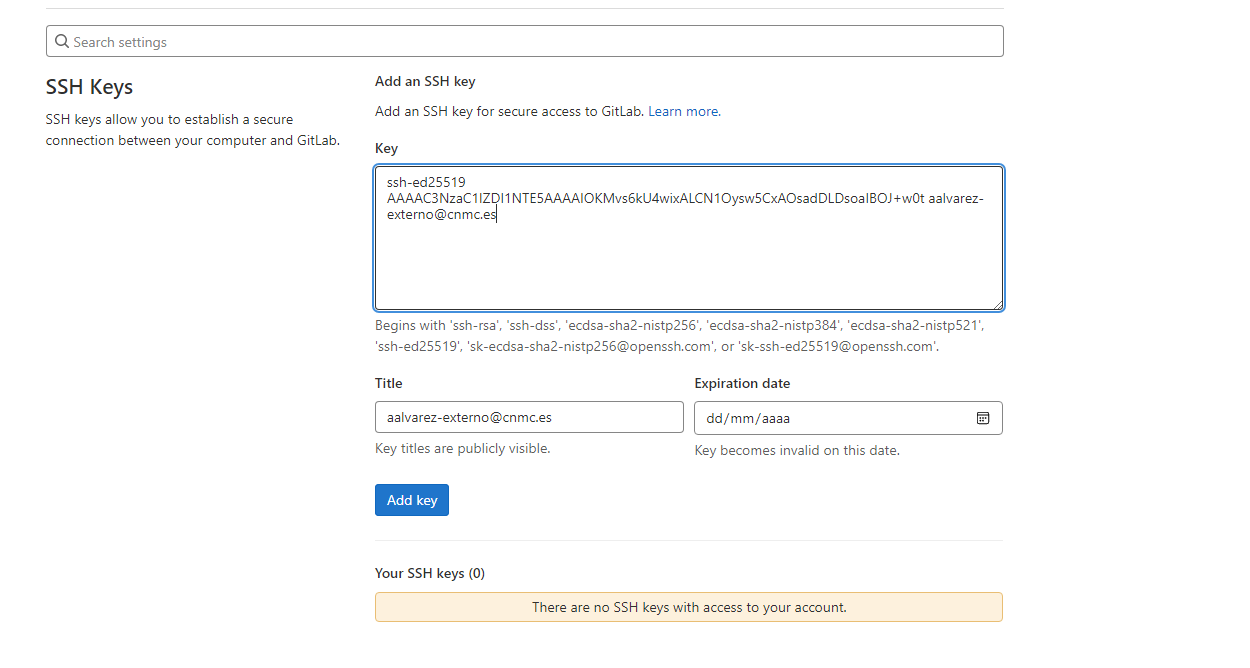 Search settings
SSH Keys
SSH keys allow you to establish a secure
connection between your computer and GitLab.
Add an SSH key
Add an SSH key for secure access to GitLab. Learn more.
Key
ssh-ed25519
AAAAC3NzaC1lZDI1NTE5AAAAIOKMvs6kU4wixALCN1Oysw5CxAOsadDLDsoaIBOJ+w0t aalvarez-
externo@cnmc.es
Begins with 'ssh-rsa', 'ssh-dss', 'ecdsa-sha2-nistp256', 'ecdsa-sha2-nistp384', 'ecdsa-sha2-nistp521',
'ssh-ed25519', 'sk-ecdsa-sha2-nistp256@openssh.com', or 'sk-ssh-ed25519@openssh.com'.
Title
Expiration date
aalvarez-externo@cnmc.es
dd/mm/aaaa
Key titles are publicly visible.
Key becomes invalid on this date.
Add key
Your SSH keys (0)
There are no SSH keys with access to your account.